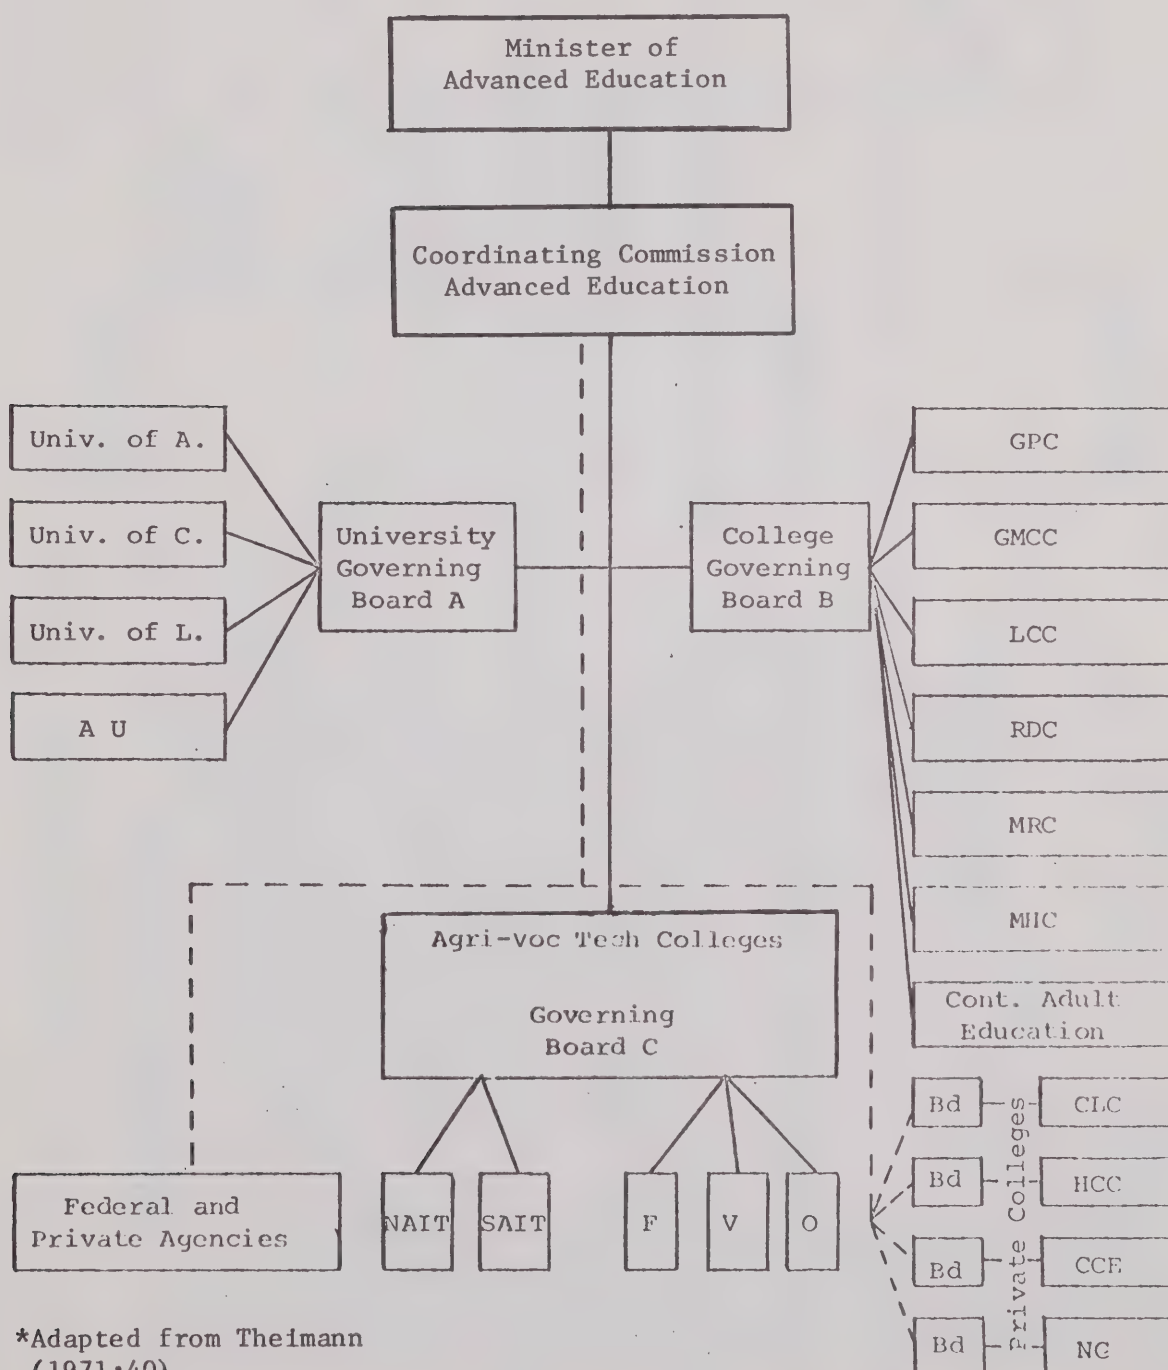 Minister of
Advanced Education
Coordinating Commission
Advanced Education
Univ. of A.
Univ. of C.
Univ. of L.
A U
University
Governing
Board A
College
Governing
Board B
GPC
GMCC
LCC
RDC
MRC
MHC
Cont. Adult
Education
Agri-voc Tech Colleges
Governing
Board C
Federal and
Private Agencies
NAIT
SAIT
F
V
O
Private Colleges
Bd
CLC
Bd
HCC
Bd
CCE
Bd
NC
*Adapted from Theimann
(1971:40)